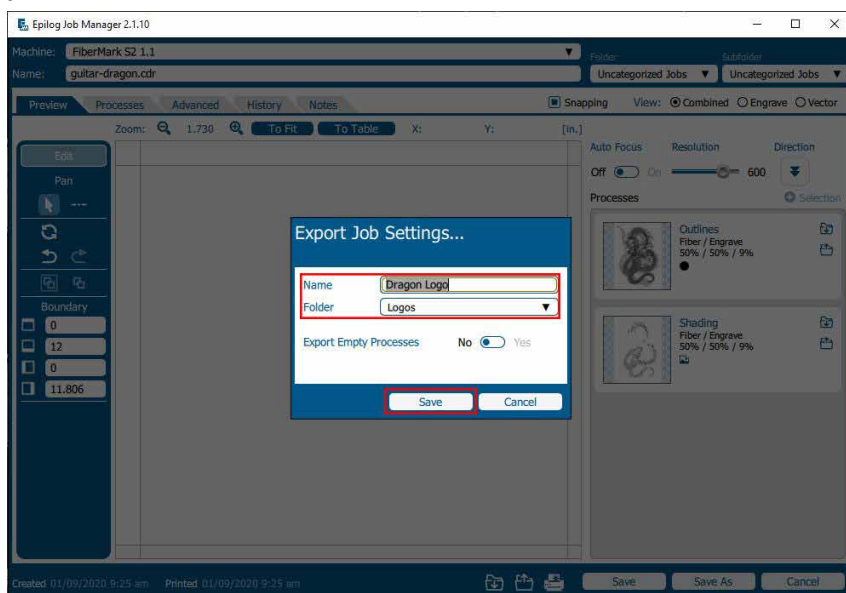 Epilog Job Manager 2.1.10
Machine: FiberMark S2 1.1
Folder Subfolder
Name: guitar-dragon.cdr
Uncategorized Jobs Uncategorized Jobs
Preview Processes Advanced History Notes
Snapping View: Combined Engrave Vector
Zoom: 1.730 To Fit To Table X: Y: [in.]
Edit
Pan
Boundary
0
12
0
11.806
Auto Focus Resolution Direction
Off On 600
Processes Selection
Outlines
Fiber / Engrave
50% / 50% / 9%
Shading
Fiber / Engrave
50% / 50% / 9%
Export Job Settings...
Name Dragon Logo
Folder Logos
Export Empty Processes No Yes
Save Cancel
Created 01/09/2020 9:25 am Printed 01/09/2020 9:25 am
Save Save As Cancel